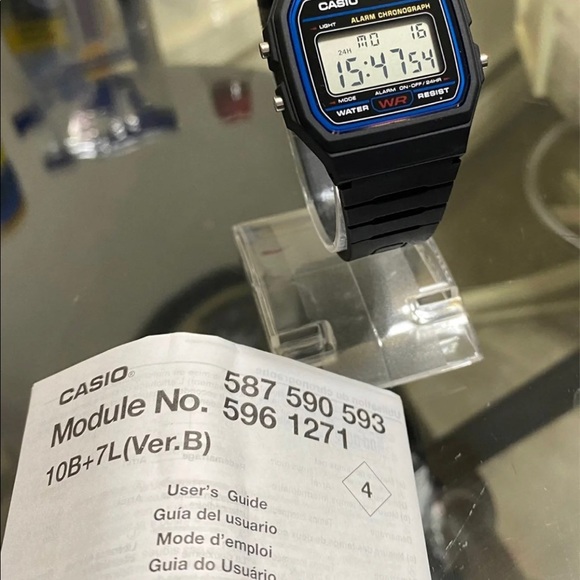 CASIO
ALARM CHRONOGRAPH
LIGHT
24H MO 16
15:47 54
MODE ALARM ON·OFF/24HR
WATER WR RESIST
CASIO®
Module No. 587 590 593
596 1271
10B+7L(Ver.B)
4
User's Guide
Guía del usuario
Mode d'emploi
Guia do Usuário